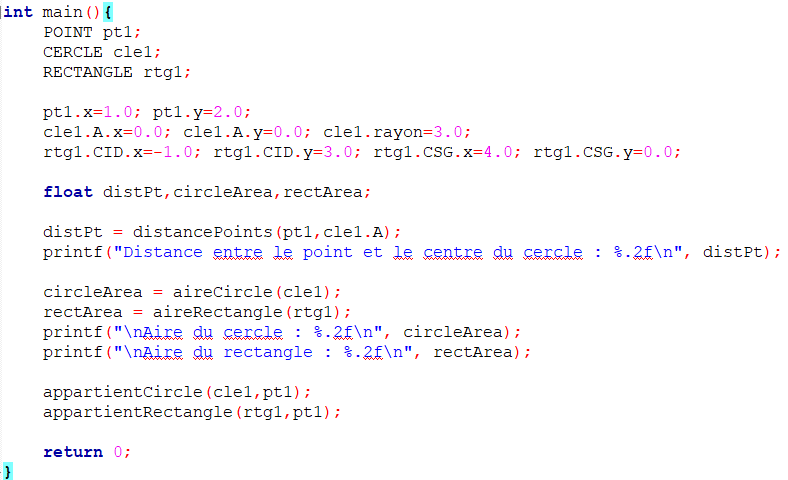 int main(){
POINT pt1;
CERCLE cle1;
RECTANGLE rtg1;
pt1.x=1.0; pt1.y=2.0;
cle1.A.x=0.0; cle1.A.y=0.0; cle1.rayon=3.0;
rtg1.CID.x=-1.0; rtg1.CID.y=3.0; rtg1.CSG.x=4.0; rtg1.CSG.y=0.0;
float distPt,circleArea,rectArea;
distPt = distancePoints(pt1,cle1.A);
printf("Distance entre le point et le centre du cercle : %.2f\n", distPt);
circleArea = aireCircle(cle1);
rectArea = aireRectangle(rtg1);
printf("\nAire du cercle : %.2f\n", circleArea);
printf("\nAire du rectangle : %.2f\n", rectArea);
appartientCircle(cle1,pt1);
appartientRectangle(rtg1,pt1);
return 0;
}